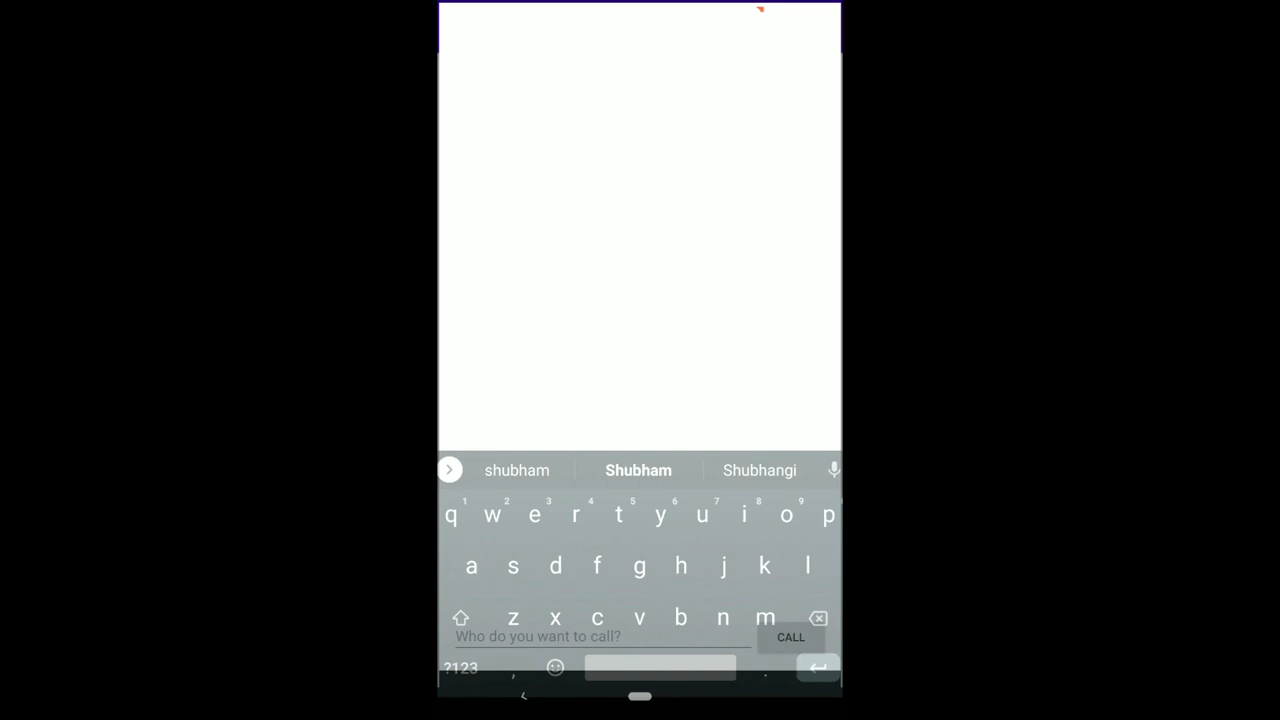 shubham Shubham Shubhangi
1 2 3 4 5 6 7 8 9
q w e r t y u i o p
a s d f g h j k l
z x c v b n m
Who do you want to call? CALL
?123 , .